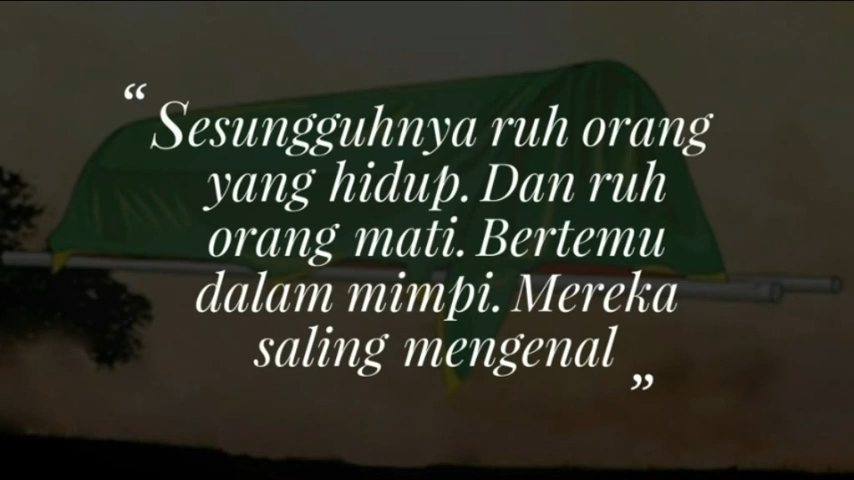 “ Sesungguhnya ruh orang
yang hidup. Dan ruh
orang mati. Bertemu
dalam mimpi. Mereka
saling mengenal ”